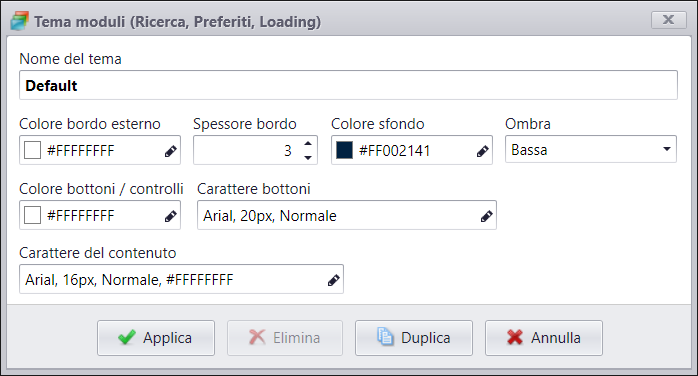 Tema moduli (Ricerca, Preferiti, Loading)
Nome del tema
Default
Colore bordo esterno Spessore bordo Colore sfondo Ombra
#FFFFFFFF 3 #FF002141 Bassa
Colore bottoni / controlli Carattere bottoni
#FFFFFFFF Arial, 20px, Normale
Carattere del contenuto
Arial, 16px, Normale, #FFFFFFFF
Applica Elimina Duplica Annulla